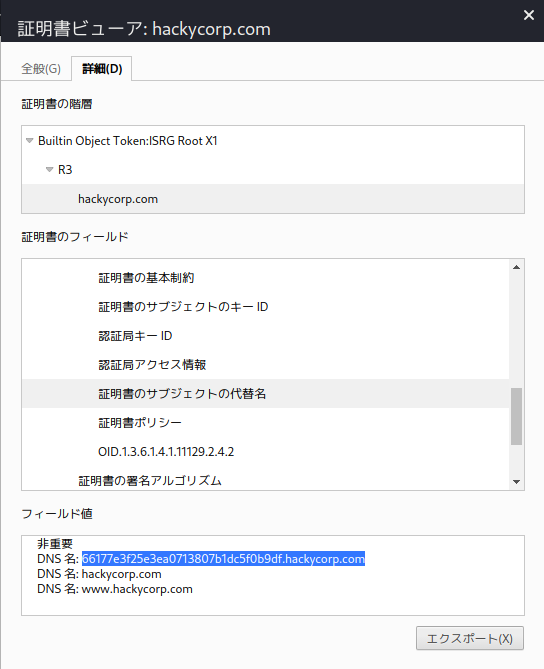 証明書ビューア: hackycorp.com
全般(G) 詳細(D)
証明書の階層
Builtin Object Token:ISRG Root X1
R3
hackycorp.com
証明書のフィールド
証明書の基本制約
証明書のサブジェクトのキー ID
認証局キー ID
認証局アクセス情報
証明書のサブジェクトの代替名
証明書ポリシー
OID.1.3.6.1.4.1.11129.2.4.2
証明書の署名アルゴリズム
フィールド値
非重要
DNS 名: 66177e3f25e3ea0713807b1dc5f0b9df.hackycorp.com
DNS 名: hackycorp.com
DNS 名: www.hackycorp.com
エクスポート(X)